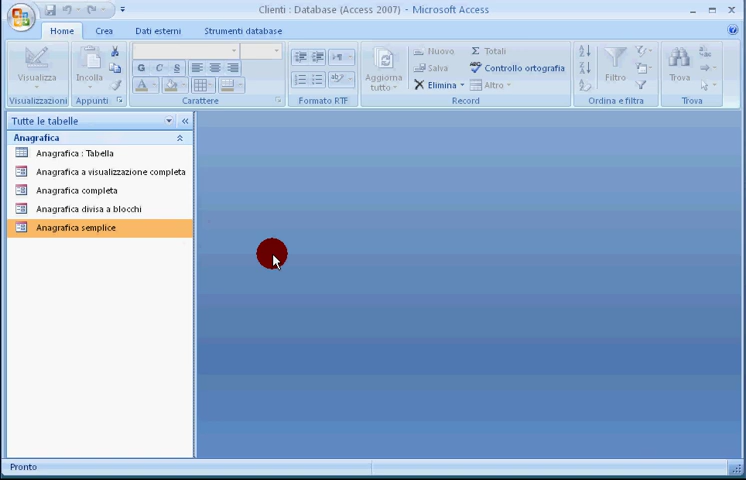 Clienti : Database (Access 2007) - Microsoft Access
Home Crea Dati esterni Strumenti database
Visualizza
Visualizzazioni
Incolla
Appunti
G C S
A
Carattere
ab
Formato RTF
Aggiorna tutto
Nuovo
Salva
Elimina
Totali
Controllo ortografia
Altro
Record
Filtro
Ordina e filtra
Trova
Trova
Tutte le tabelle
Anagrafica
Anagrafica : Tabella
Anagrafica a visualizzazione completa
Anagrafica completa
Anagrafica divisa a blocchi
Anagrafica semplice
Pronto